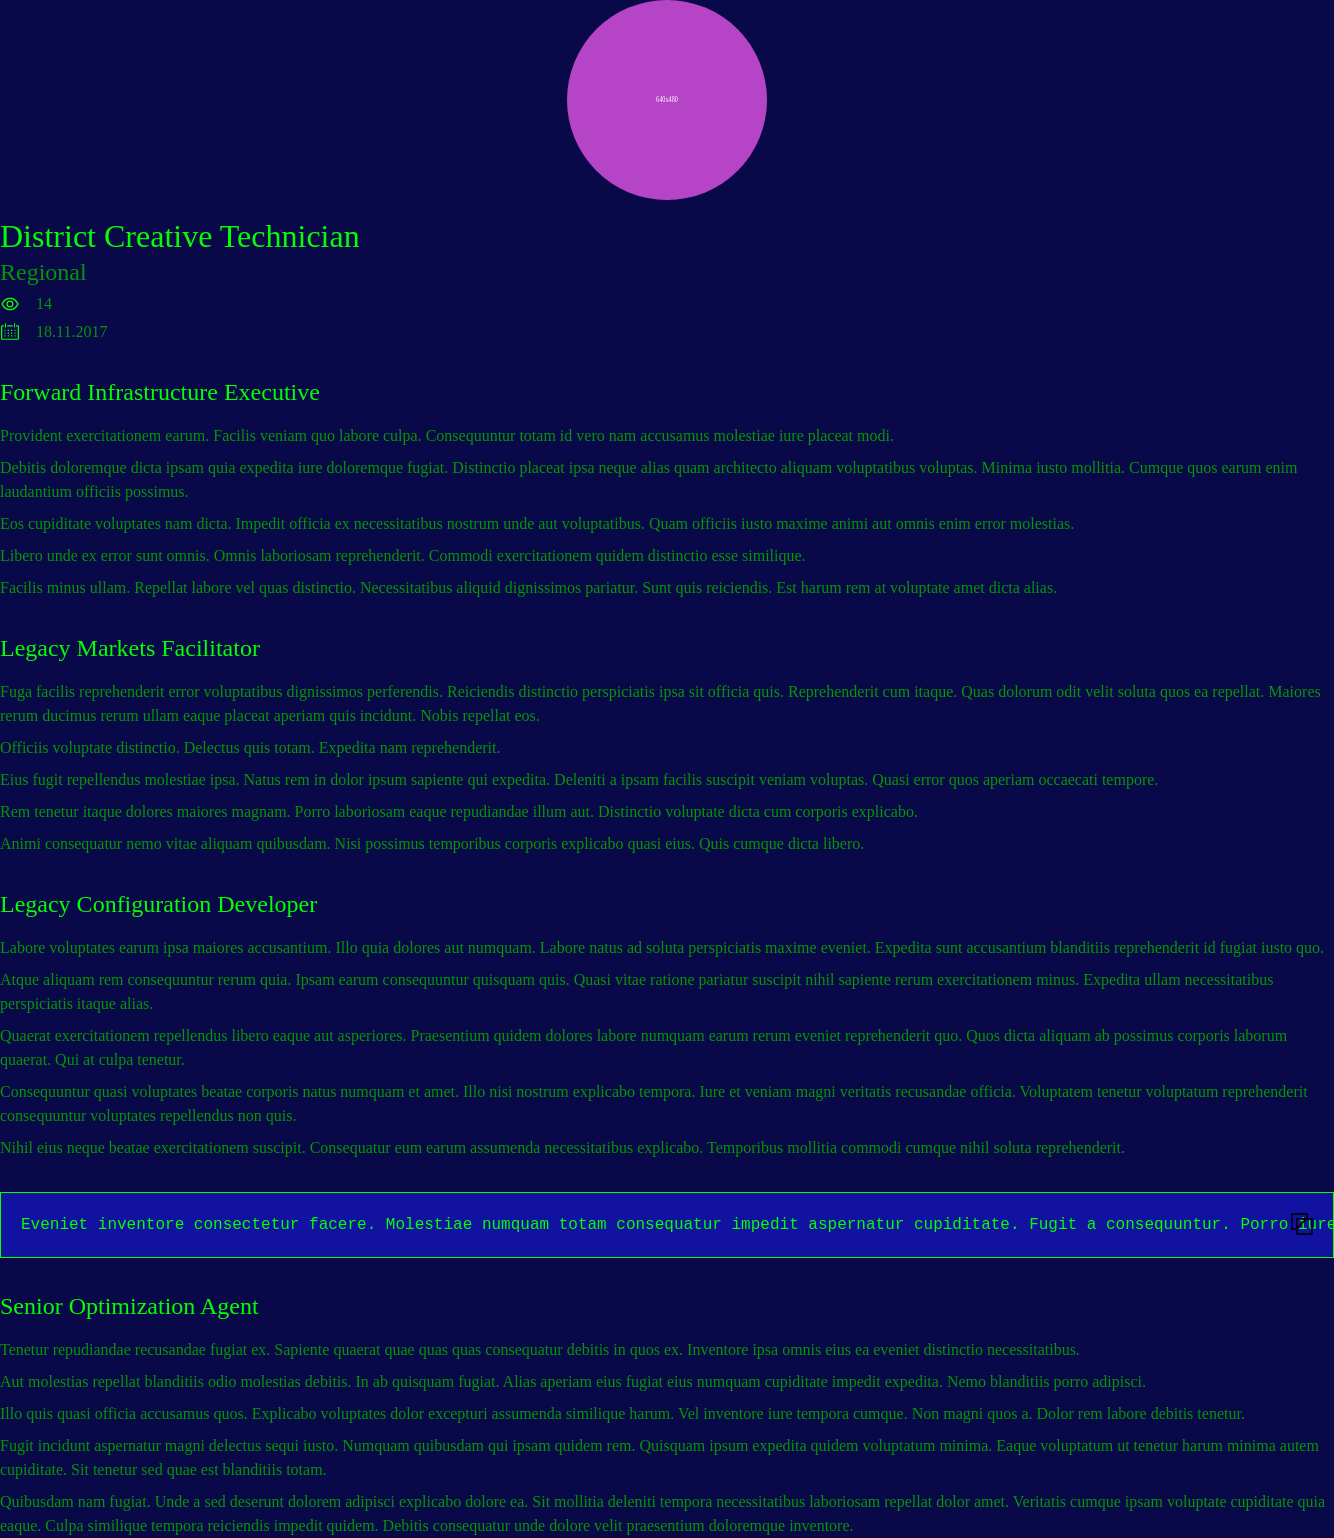 640x480
District Creative Technician
Regional
14
18.11.2017
Forward Infrastructure Executive
Provident exercitationem earum. Facilis veniam quo labore culpa. Consequuntur totam id vero nam accusamus molestiae iure placeat modi.
Debitis doloremque dicta ipsam quia expedita iure doloremque fugiat. Distinctio placeat ipsa neque alias quam architecto aliquam voluptatibus voluptas. Minima iusto mollitia. Cumque quos earum enim
laudantium officiis possimus.
Eos cupiditate voluptates nam dicta. Impedit officia ex necessitatibus nostrum unde aut voluptatibus. Quam officiis iusto maxime animi aut omnis enim error molestias.
Libero unde ex error sunt omnis. Omnis laboriosam reprehenderit. Commodi exercitationem quidem distinctio esse similique.
Facilis minus ullam. Repellat labore vel quas distinctio. Necessitatibus aliquid dignissimos pariatur. Sunt quis reiciendis. Est harum rem at voluptate amet dicta alias.
Legacy Markets Facilitator
Fuga facilis reprehenderit error voluptatibus dignissimos perferendis. Reiciendis distinctio perspiciatis ipsa sit officia quis. Reprehenderit cum itaque. Quas dolorum odit velit soluta quos ea repellat. Maiores
rerum ducimus rerum ullam eaque placeat aperiam quis incidunt. Nobis repellat eos.
Officiis voluptate distinctio. Delectus quis totam. Expedita nam reprehenderit.
Eius fugit repellendus molestiae ipsa. Natus rem in dolor ipsum sapiente qui expedita. Deleniti a ipsam facilis suscipit veniam voluptas. Quasi error quos aperiam occaecati tempore.
Rem tenetur itaque dolores maiores magnam. Porro laboriosam eaque repudiandae illum aut. Distinctio voluptate dicta cum corporis explicabo.
Animi consequatur nemo vitae aliquam quibusdam. Nisi possimus temporibus corporis explicabo quasi eius. Quis cumque dicta libero.
Legacy Configuration Developer
Labore voluptates earum ipsa maiores accusantium. Illo quia dolores aut numquam. Labore natus ad soluta perspiciatis maxime eveniet. Expedita sunt accusantium blanditiis reprehenderit id fugiat iusto quo.
Atque aliquam rem consequuntur rerum quia. Ipsam earum consequuntur quisquam quis. Quasi vitae ratione pariatur suscipit nihil sapiente rerum exercitationem minus. Expedita ullam necessitatibus
perspiciatis itaque alias.
Quaerat exercitationem repellendus libero eaque aut asperiores. Praesentium quidem dolores labore numquam earum rerum eveniet reprehenderit quo. Quos dicta aliquam ab possimus corporis laborum
quaerat. Qui at culpa tenetur.
Consequuntur quasi voluptates beatae corporis natus numquam et amet. Illo nisi nostrum explicabo tempora. Iure et veniam magni veritatis recusandae officia. Voluptatem tenetur voluptatum reprehenderit
consequuntur voluptates repellendus non quis.
Nihil eius neque beatae exercitationem suscipit. Consequatur eum earum assumenda necessitatibus explicabo. Temporibus mollitia commodi cumque nihil soluta reprehenderit.
Eveniet inventore consectetur facere. Molestiae numquam totam consequatur impedit aspernatur cupiditate. Fugit a consequuntur. Porro
Senior Optimization Agent
Tenetur repudiandae recusandae fugiat ex. Sapiente quaerat quae quas quas consequatur debitis in quos ex. Inventore ipsa omnis eius ea eveniet distinctio necessitatibus.
Aut molestias repellat blanditiis odio molestias debitis. In ab quisquam fugiat. Alias aperiam eius fugiat eius numquam cupiditate impedit expedita. Nemo blanditiis porro adipisci.
Illo quis quasi officia accusamus quos. Explicabo voluptates dolor excepturi assumenda similique harum. Vel inventore iure tempora cumque. Non magni quos a. Dolor rem labore debitis tenetur.
Fugit incidunt aspernatur magni delectus sequi iusto. Numquam quibusdam qui ipsam quidem rem. Quisquam ipsum expedita quidem voluptatum minima. Eaque voluptatum ut tenetur harum minima autem
cupiditate. Sit tenetur sed quae est blanditiis totam.
Quibusdam nam fugiat. Unde a sed deserunt dolorem adipisci explicabo dolore ea. Sit mollitia deleniti tempora necessitatibus laboriosam repellat dolor amet. Veritatis cumque ipsam voluptate cupiditate quia
eaque. Culpa similique tempora reiciendis impedit quidem. Debitis consequatur unde dolore velit praesentium doloremque inventore.